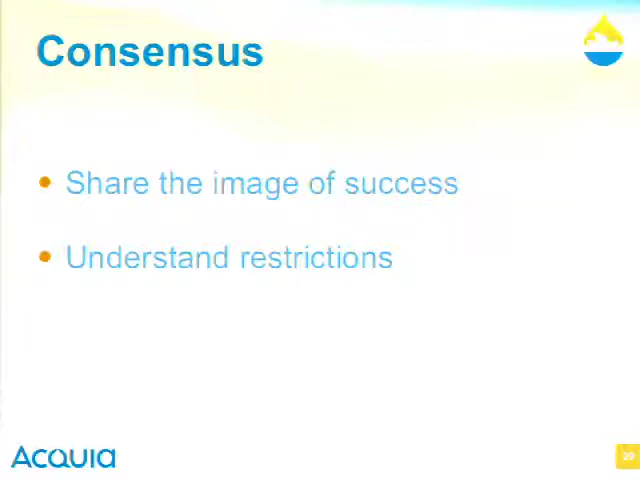 Consensus
Share the image of success
Understand restrictions
Acquia